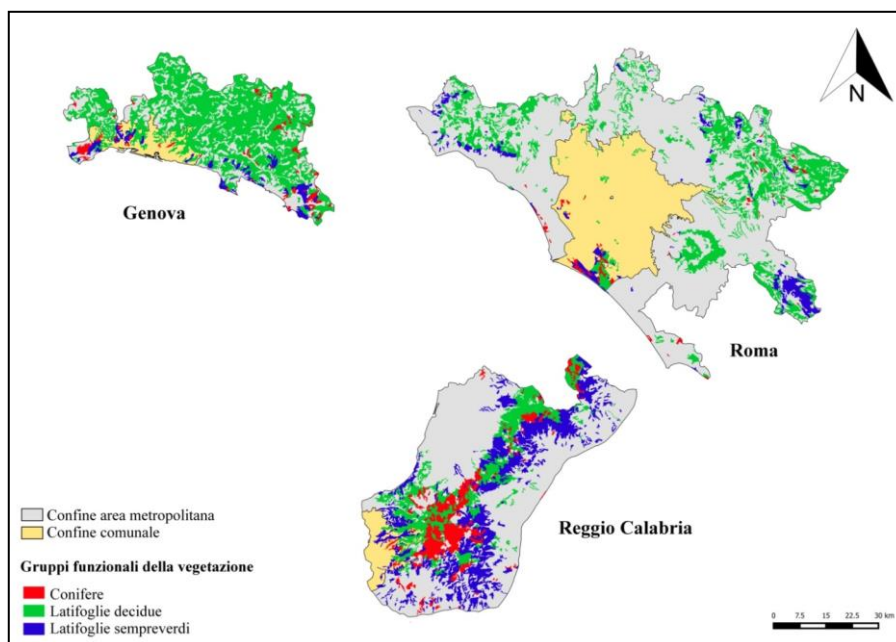 N
Genova
Roma
Reggio Calabria
Confine area metropolitana
Confine comunale
Gruppi funzionali della vegetazione
Conifere
Latifoglie decidue
Latifoglie sempreverdi
0 7.5 15 22.5 30 km